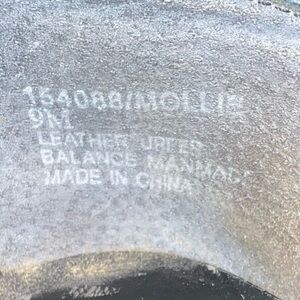 154088/MOLLIE
9M
LEATHER UPPER
BALANCE MANMADE
MADE IN CHINA